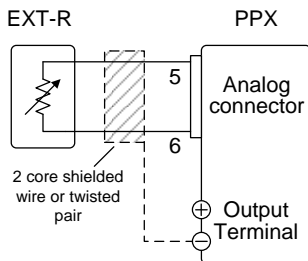 EXT-R
PPX
5
Analog
connector
6
2 core shielded
wire or twisted
pair
Output
Terminal